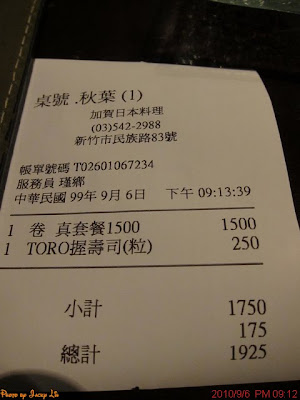 桌號 .秋葉 (1)
加賀日本料理
(03)542-2988
新竹市民族路83號
帳單號碼 T02601067234
服務員 瑾鄉
中華民國 99年 9月 6日 下午 09:13:39
1 卷 真套餐1500 1500
1 TORO握壽司(粒) 250
小計 1750
175
總計 1925
Photo by Jacup Liu
2010/9/6 PM 09:12